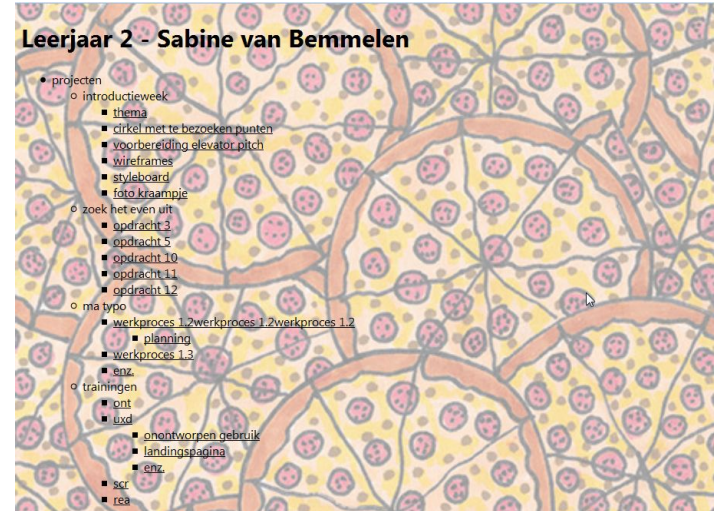 Leerjaar 2 - Sabine van Bemmelen
projecten
introductieweek
thema
cirkel met te bezoeken punten
voorbereiding elevator pitch
wireframes
styleboard
foto kraampje
zoek het even uit
opdracht 3
opdracht 5
opdracht 10
opdracht 11
opdracht 12
ma typo
werkproces 1.2werkproces 1.2werkproces 1.2
planning
werkproces 1.3
enz.
trainingen
ont
uxd
onontworpen gebruik
landingspagina
enz.
scr
rea